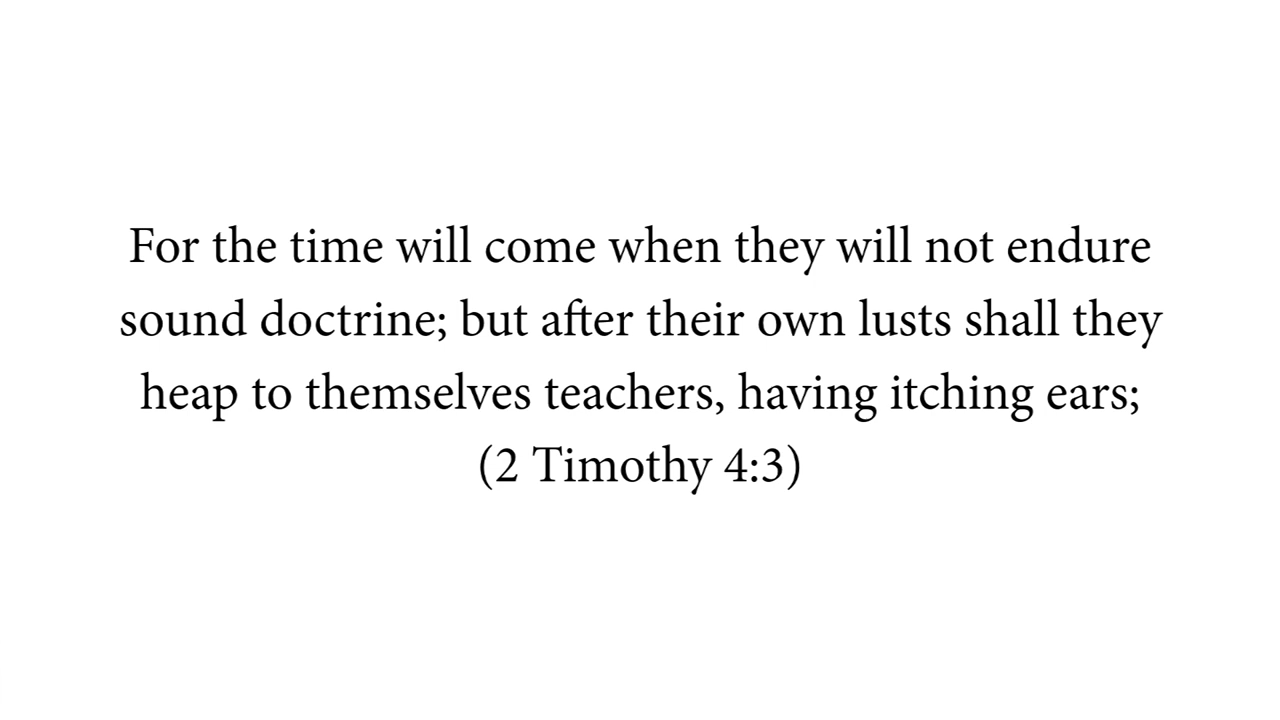 For the time will come when they will not endure
sound doctrine; but after their own lusts shall they
heap to themselves teachers, having itching ears;
(2 Timothy 4:3)